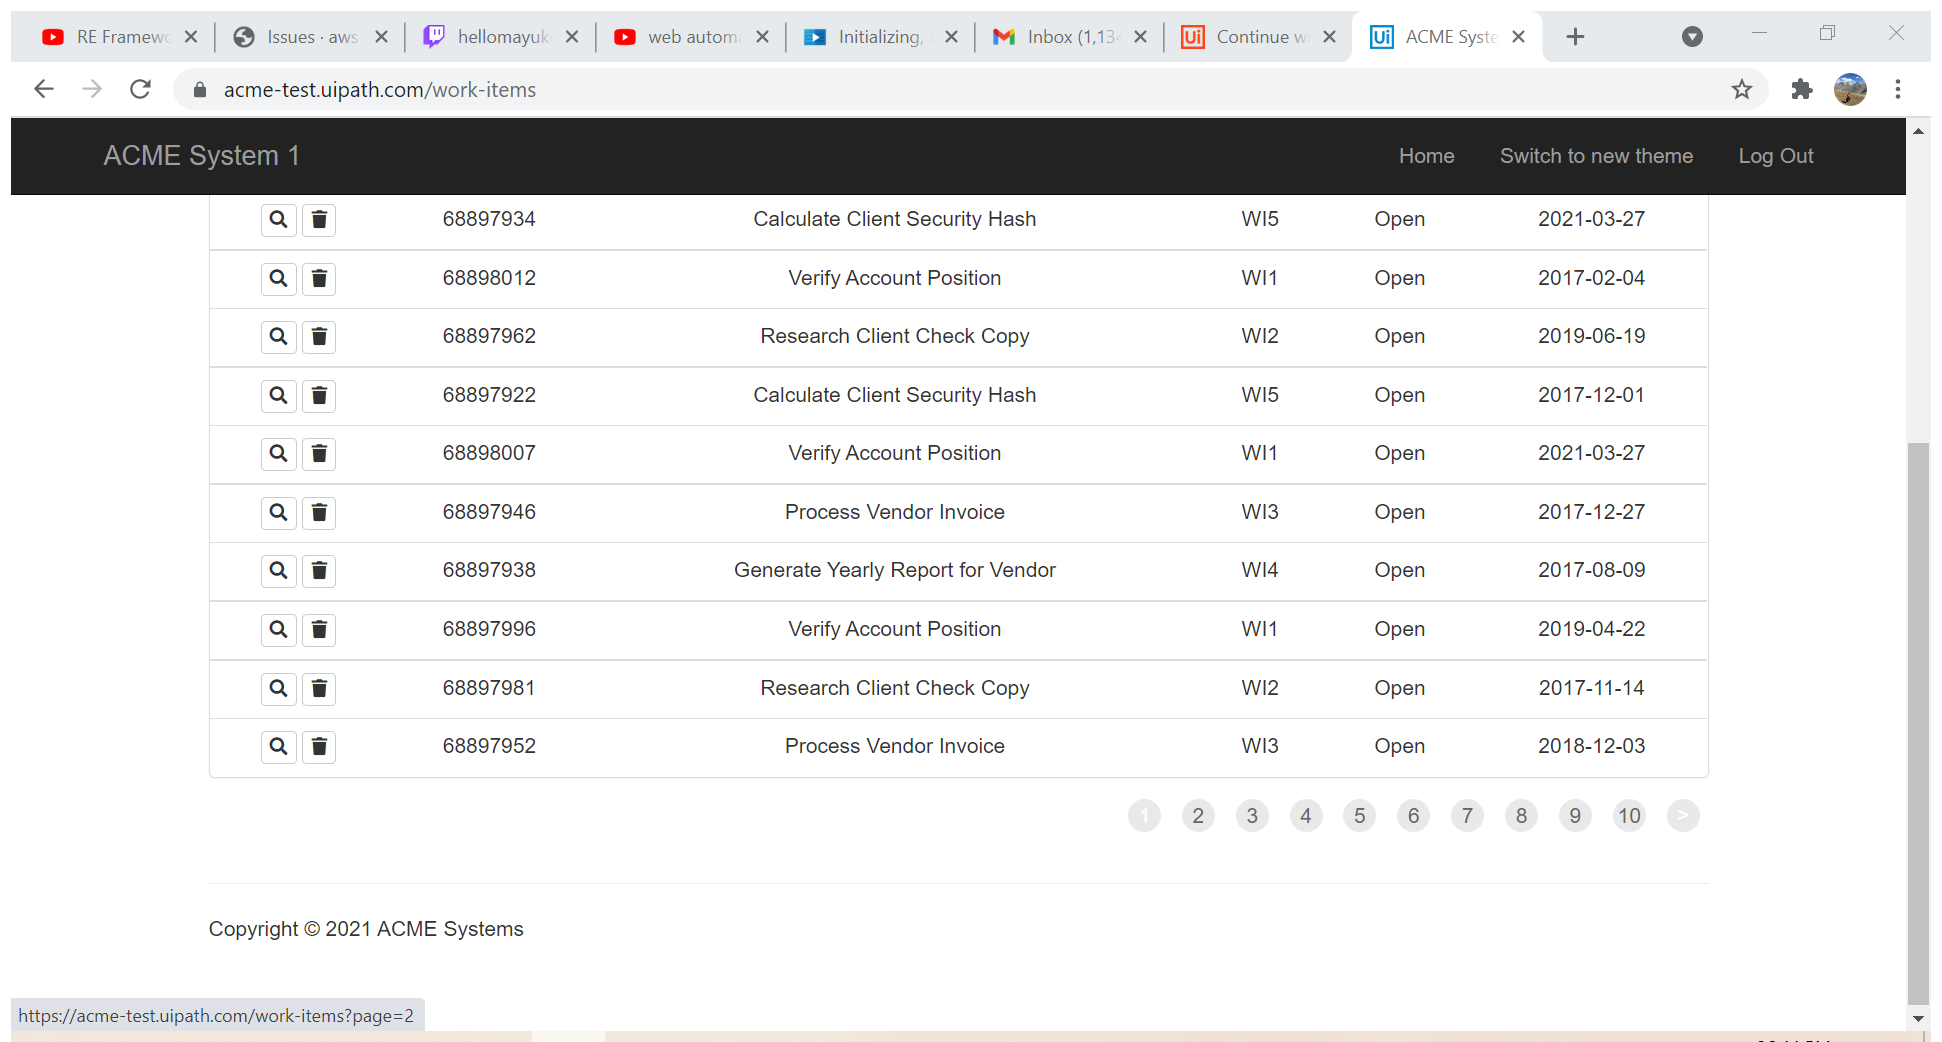 RE Framewo Issues · aws hellomayuk web automa Initializing, Inbox (1,134 Ui Continue wi Ui ACME Syste
acme-test.uipath.com/work-items
ACME System 1 Home Switch to new theme Log Out
68897934 Calculate Client Security Hash WI5 Open 2021-03-27
68898012 Verify Account Position WI1 Open 2017-02-04
68897962 Research Client Check Copy WI2 Open 2019-06-19
68897922 Calculate Client Security Hash WI5 Open 2017-12-01
68898007 Verify Account Position WI1 Open 2021-03-27
68897946 Process Vendor Invoice WI3 Open 2017-12-27
68897938 Generate Yearly Report for Vendor WI4 Open 2017-08-09
68897996 Verify Account Position WI1 Open 2019-04-22
68897981 Research Client Check Copy WI2 Open 2017-11-14
68897952 Process Vendor Invoice WI3 Open 2018-12-03
1 2 3 4 5 6 7 8 9 10 >
Copyright © 2021 ACME Systems
https://acme-test.uipath.com/work-items?page=2